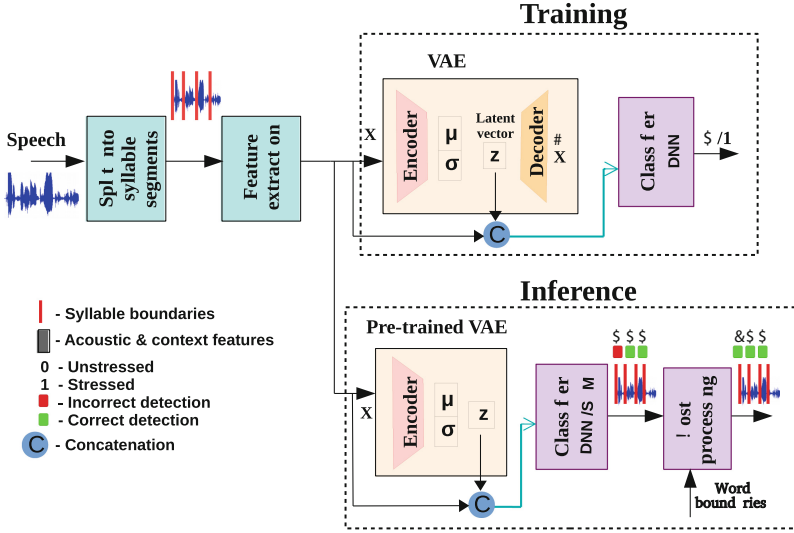 Training
VAE
Speech
Spl t nto
syllable
segments
Feature
extract on
X
Encoder
μ
σ
Latent
vector
z
Decoder
#
X
C
Class f er
DNN
$ /1
Inference
Pre-trained VAE
X
Encoder
μ
σ
z
C
Class f er
DNN /S M
$ $ $
! ost
process ng
&$ $
Word
bound ries
- Syllable boundaries
- Acoustic & context features
0 - Unstressed
1 - Stressed
- Incorrect detection
- Correct detection
C - Concatenation